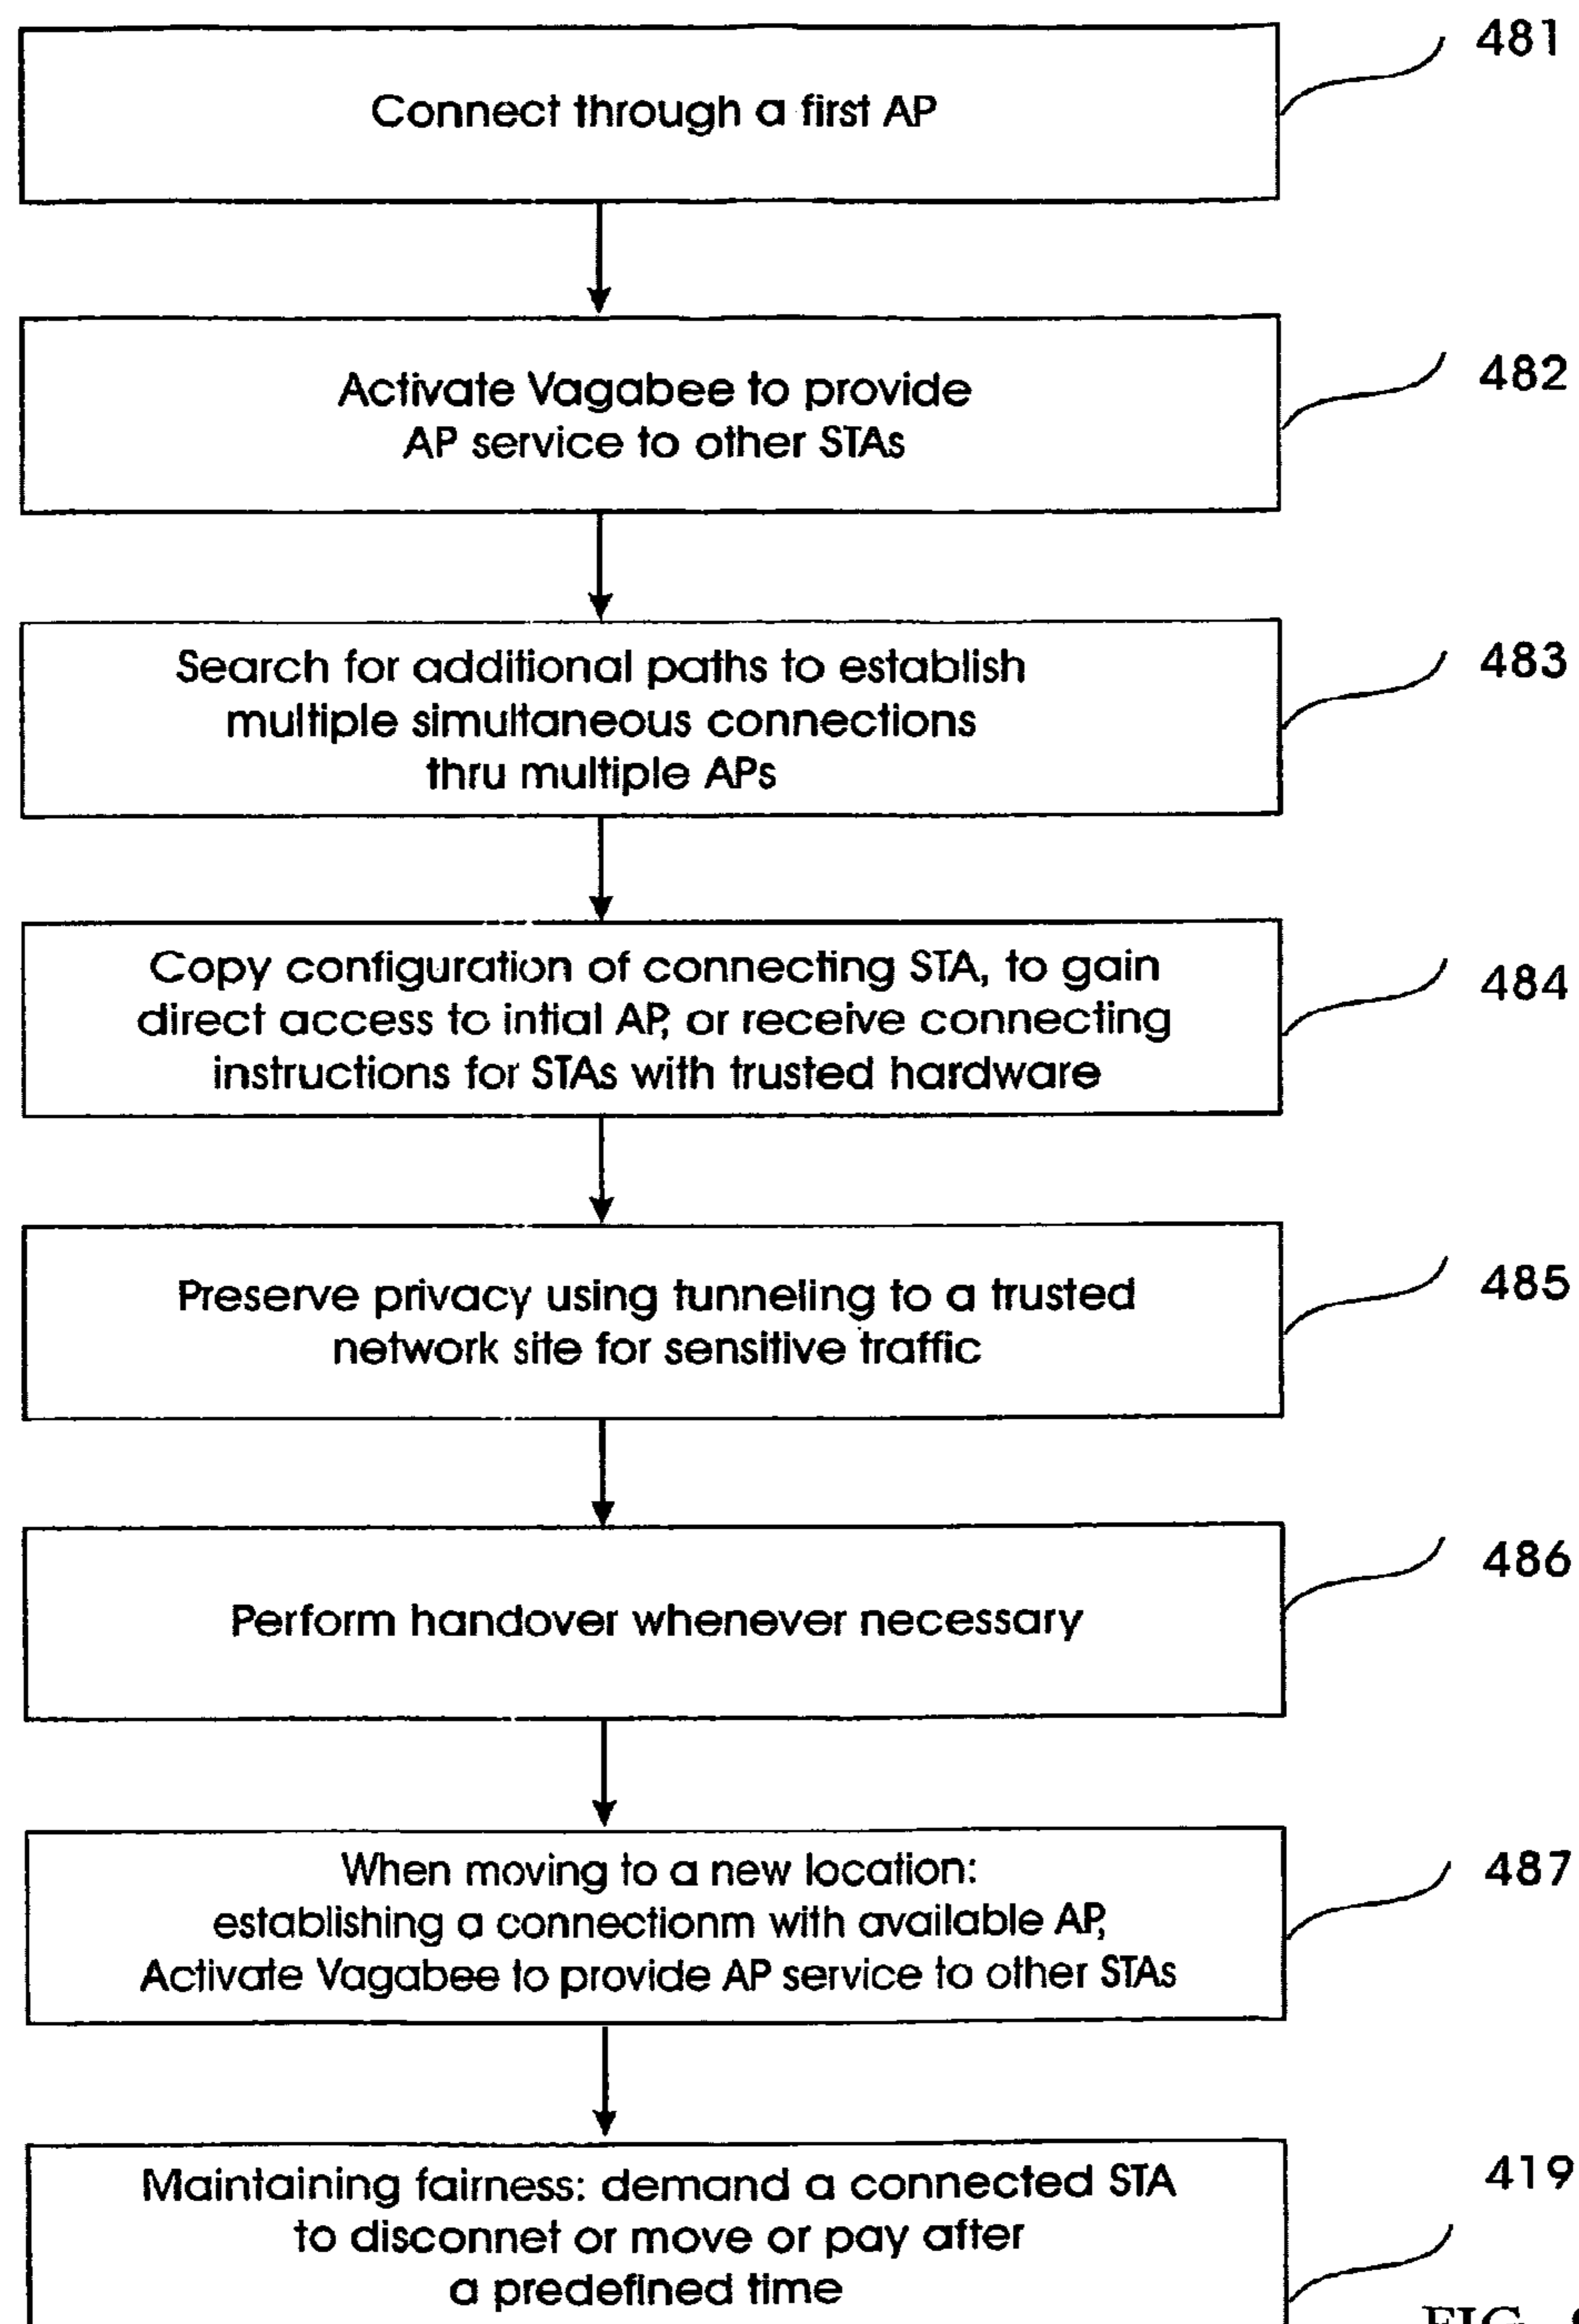 481
Connect through a first AP
482
Activate Vagabee to provide
AP service to other STAs
483
Search for additional paths to establish
multiple simultaneous connections
thru multiple APs
484
Copy configuration of connecting STA, to gain
direct access to intial AP, or receive connecting
instructions for STAs with trusted hardware
485
Preserve privacy using tunneling to a trusted
network site for sensitive traffic
486
Perform handover whenever necessary
487
When moving to a new location:
establishing a connectionm with available AP,
Activate Vagabee to provide AP service to other STAs
419
Maintaining fairness: demand a connected STA
to disconnet or move or pay after
a predefined time
FIG.